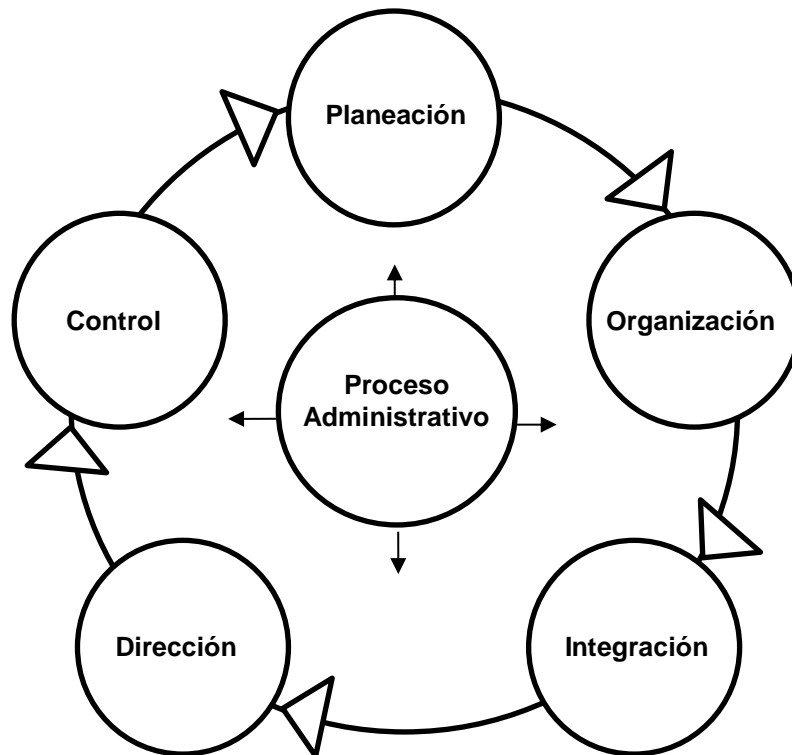 Planeación
Control
Organización
Proceso
Administrativo
Dirección
Integración